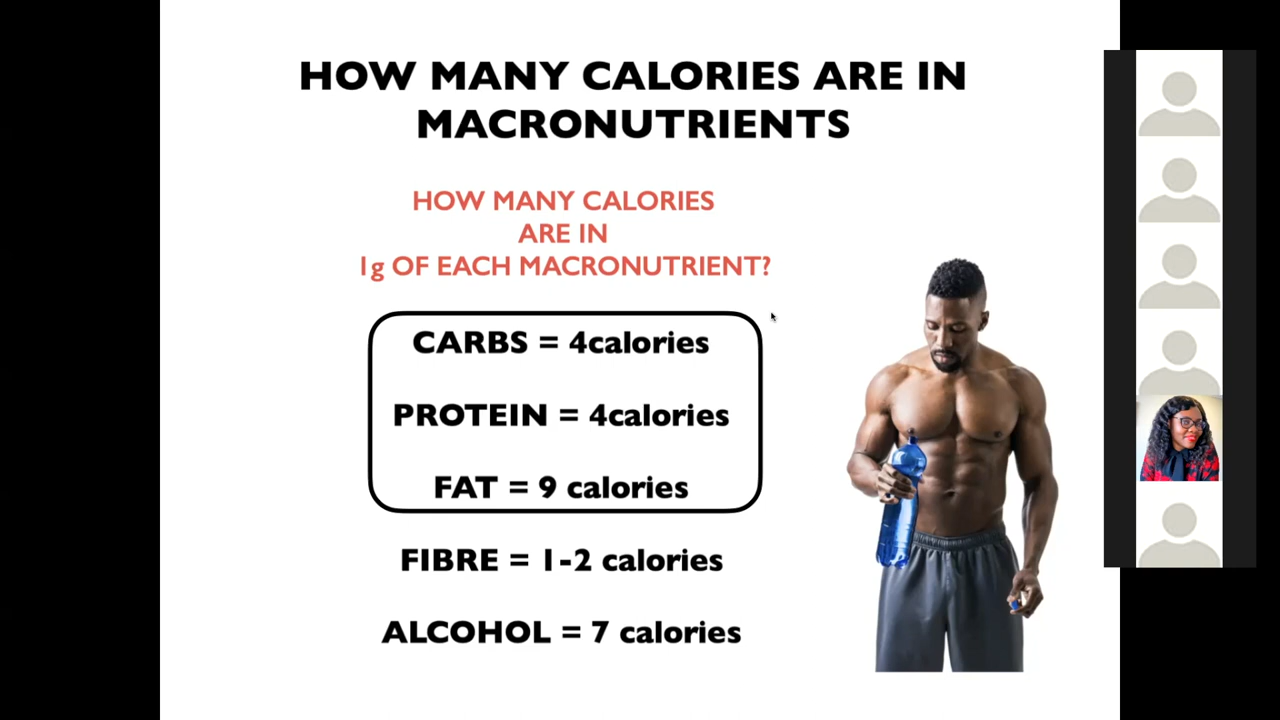 HOW MANY CALORIES ARE IN
MACRONUTRIENTS
HOW MANY CALORIES
ARE IN
1g OF EACH MACRONUTRIENT?
CARBS = 4calories
PROTEIN = 4calories
FAT = 9 calories
FIBRE = 1-2 calories
ALCOHOL = 7 calories